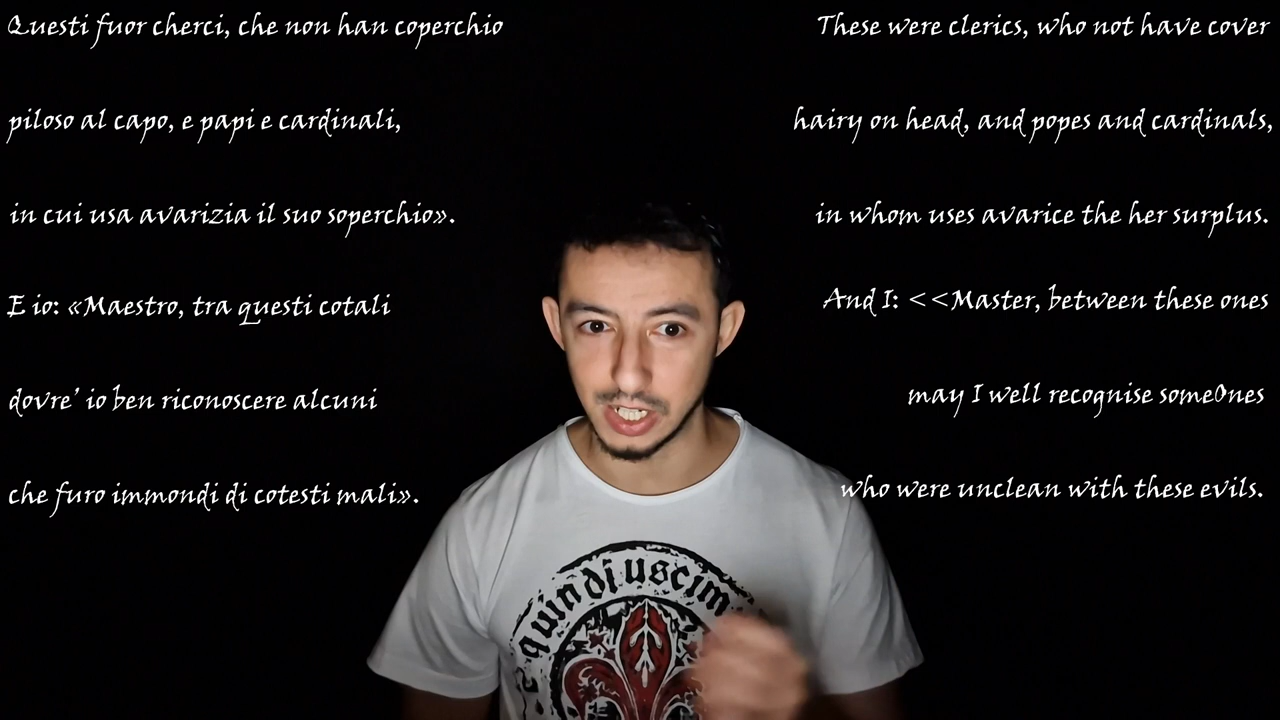 Questi fuor cherci, che non han coperchio
piloso al capo, e papi e cardinali,
in cui usa avarizia il suo soperchio».
E io: «Maestro, tra questi cotali
dovre' io ben riconoscere alcuni
che furo immondi di cotesti mali».
These were clerics, who not have cover
hairy on head, and popes and cardinals,
in whom uses avarice the her surplus.
And I: <<Master, between these ones
may I well recognise someOnes
who were unclean with these evils.
e quindi uscim